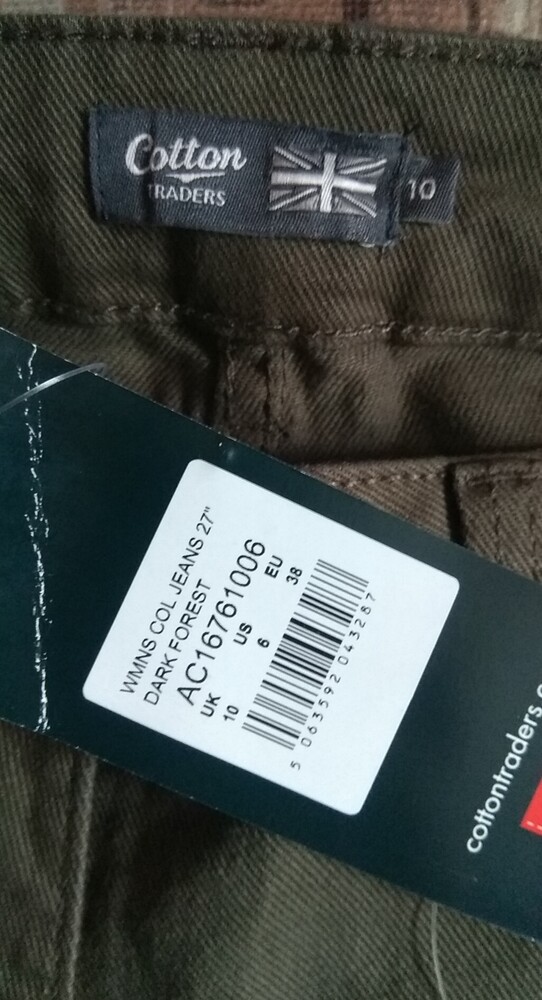 Cotton
TRADERS
10
WMNS COL JEANS 27"
DARK FOREST
AC16761006
UK US EU
10 6 38
5 063592 043287
cottontraders.c